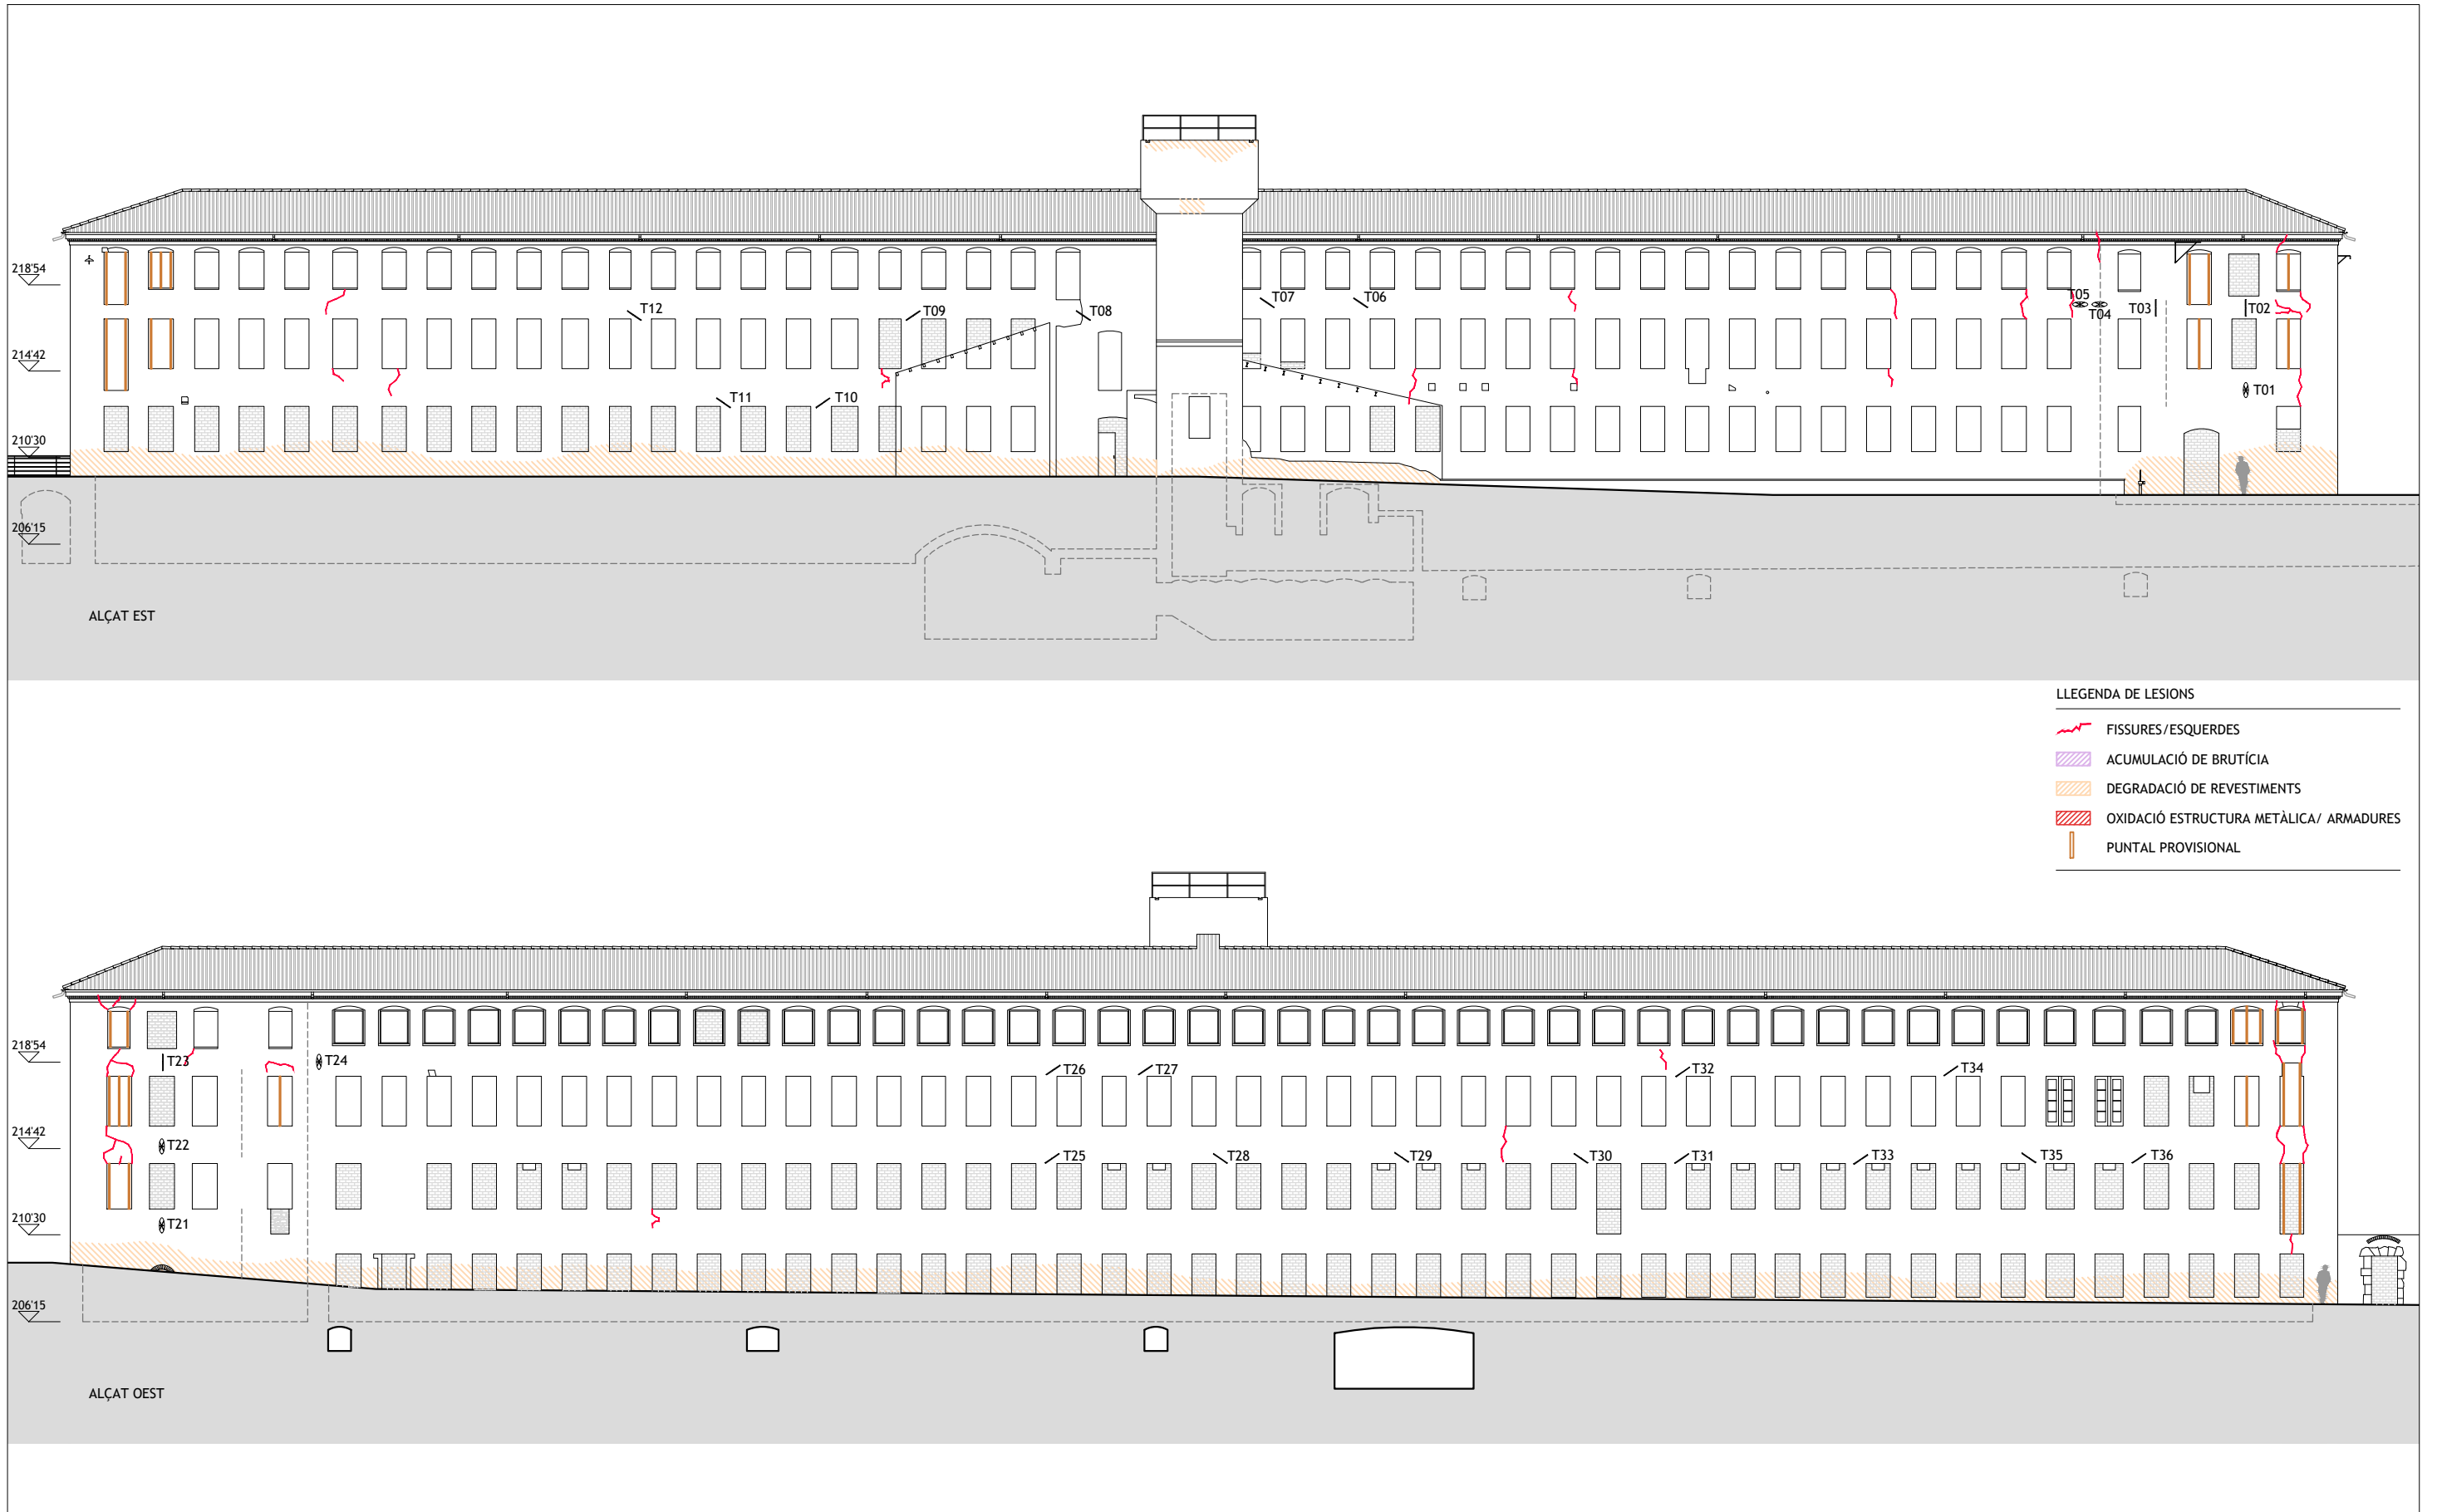 218'54
T12
T09
T08
T07
T06
T05
T04
T03
T02
214'42
T11
T10
T01
210'30
206'15
ALÇAT EST
LLEGENDA DE LESIONS
FISSURES/ESQUERDES
ACUMULACIÓ DE BRUTÍCIA
DEGRADACIÓ DE REVESTIMENTS
OXIDACIÓ ESTRUCTURA METÀLICA/ ARMADURES
PUNTAL PROVISIONAL
218'54
T23
T24
T26
T27
T32
T34
214'42
T22
T25
T28
T29
T30
T31
T33
T35
T36
210'30
T21
206'15
ALÇAT OEST